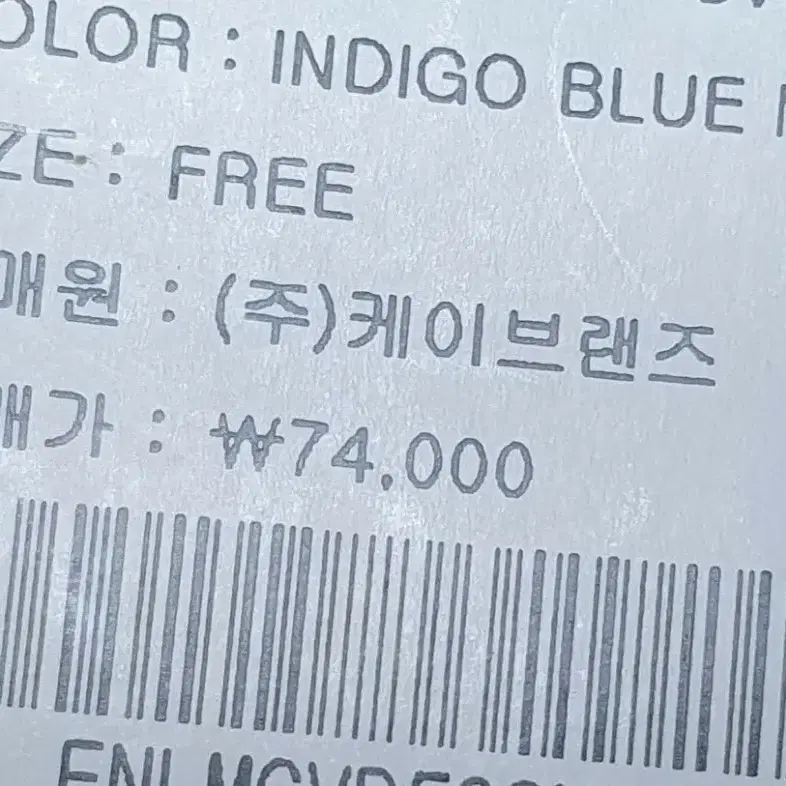 OLOR : INDIGO BLUE
ZE : FREE
매원 : (주)케이브랜즈
매가 : ₩74,000